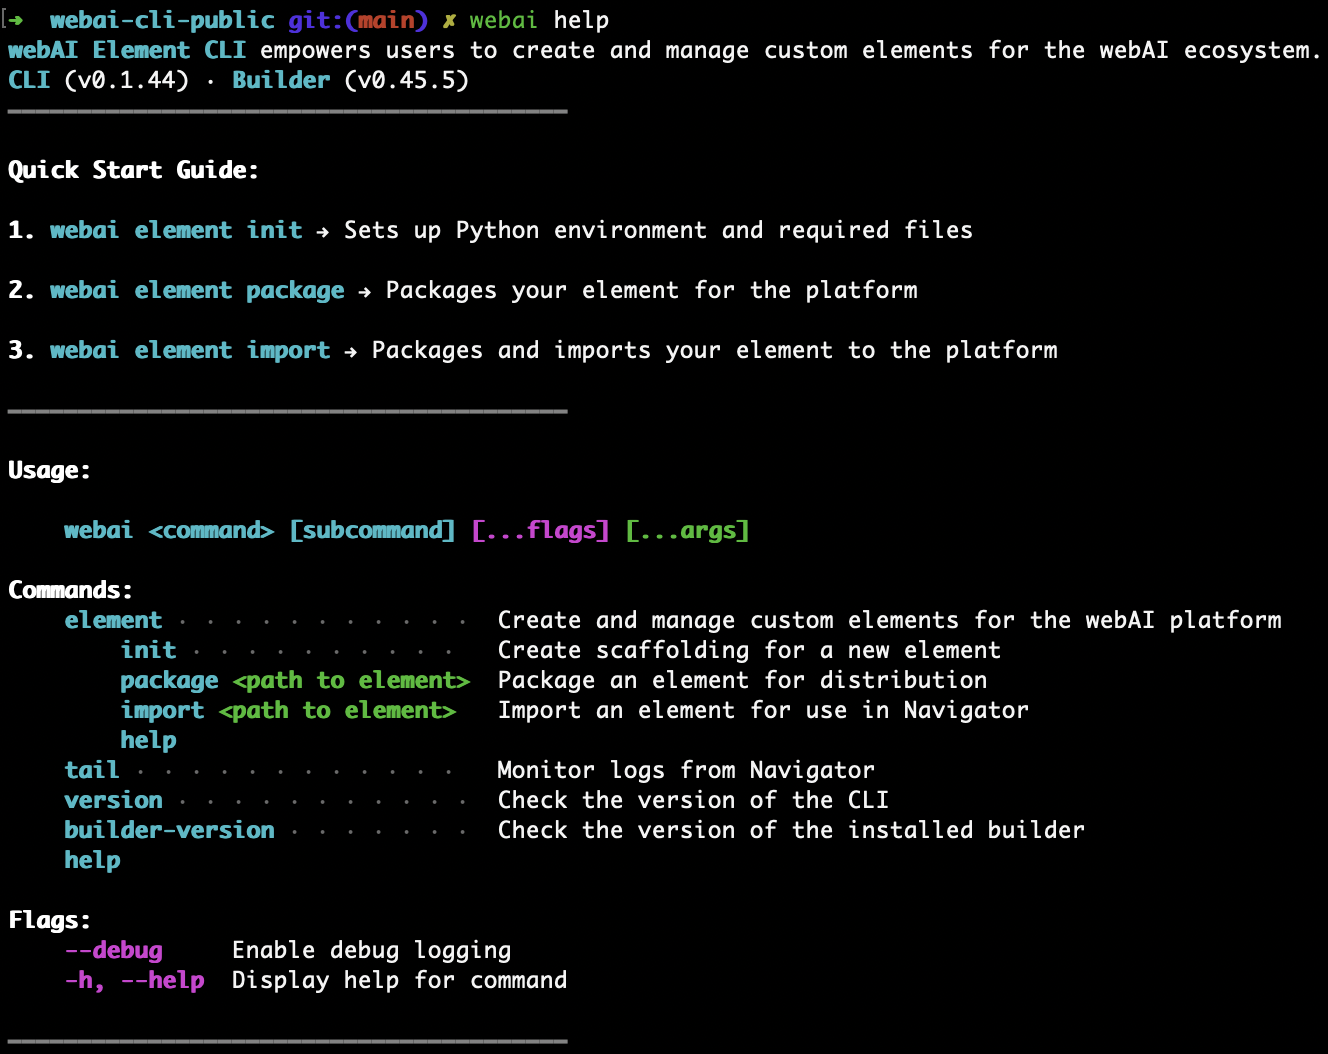 [➜ webai-cli-public git:(main) ✗ webai help
webAI Element CLI empowers users to create and manage custom elements for the webAI ecosystem.
CLI (v0.1.44) · Builder (v0.45.5)
Quick Start Guide:
1. webai element init → Sets up Python environment and required files
2. webai element package → Packages your element for the platform
3. webai element import → Packages and imports your element to the platform
Usage:
webai <command> [subcommand] [...flags] [...args]
Commands:
element · · · · · · · · · · · Create and manage custom elements for the webAI platform
init · · · · · · · · · · Create scaffolding for a new element
package <path to element> Package an element for distribution
import <path to element> Import an element for use in Navigator
help
tail · · · · · · · · · · · · Monitor logs from Navigator
version · · · · · · · · · · · Check the version of the CLI
builder-version · · · · · · · Check the version of the installed builder
help
Flags:
--debug Enable debug logging
-h, --help Display help for command